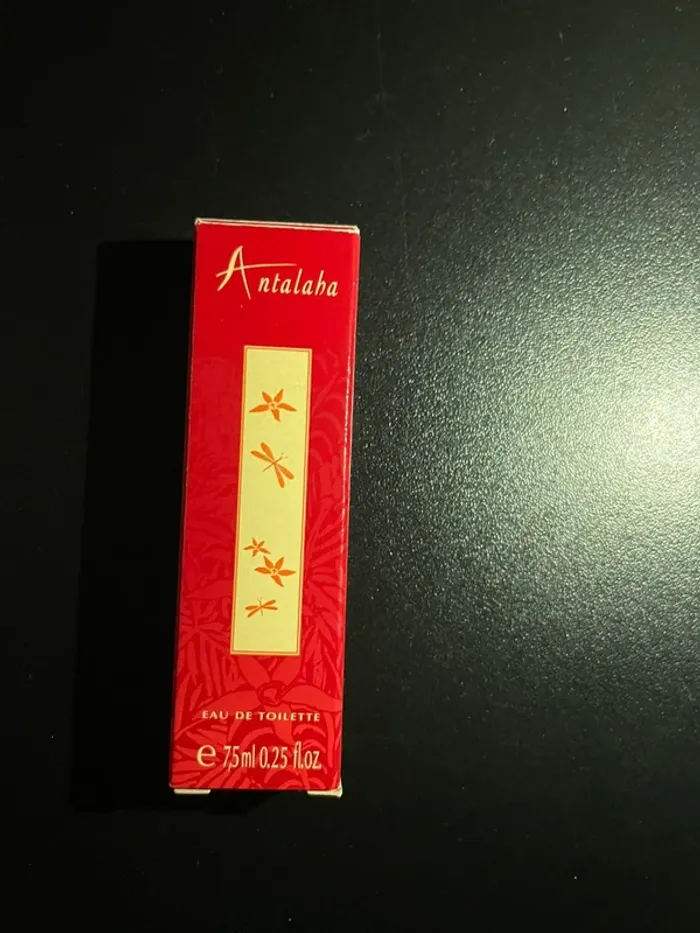 Antalaha
EAU DE TOILETTE
e 7,5ml 0.25 fl.oz.